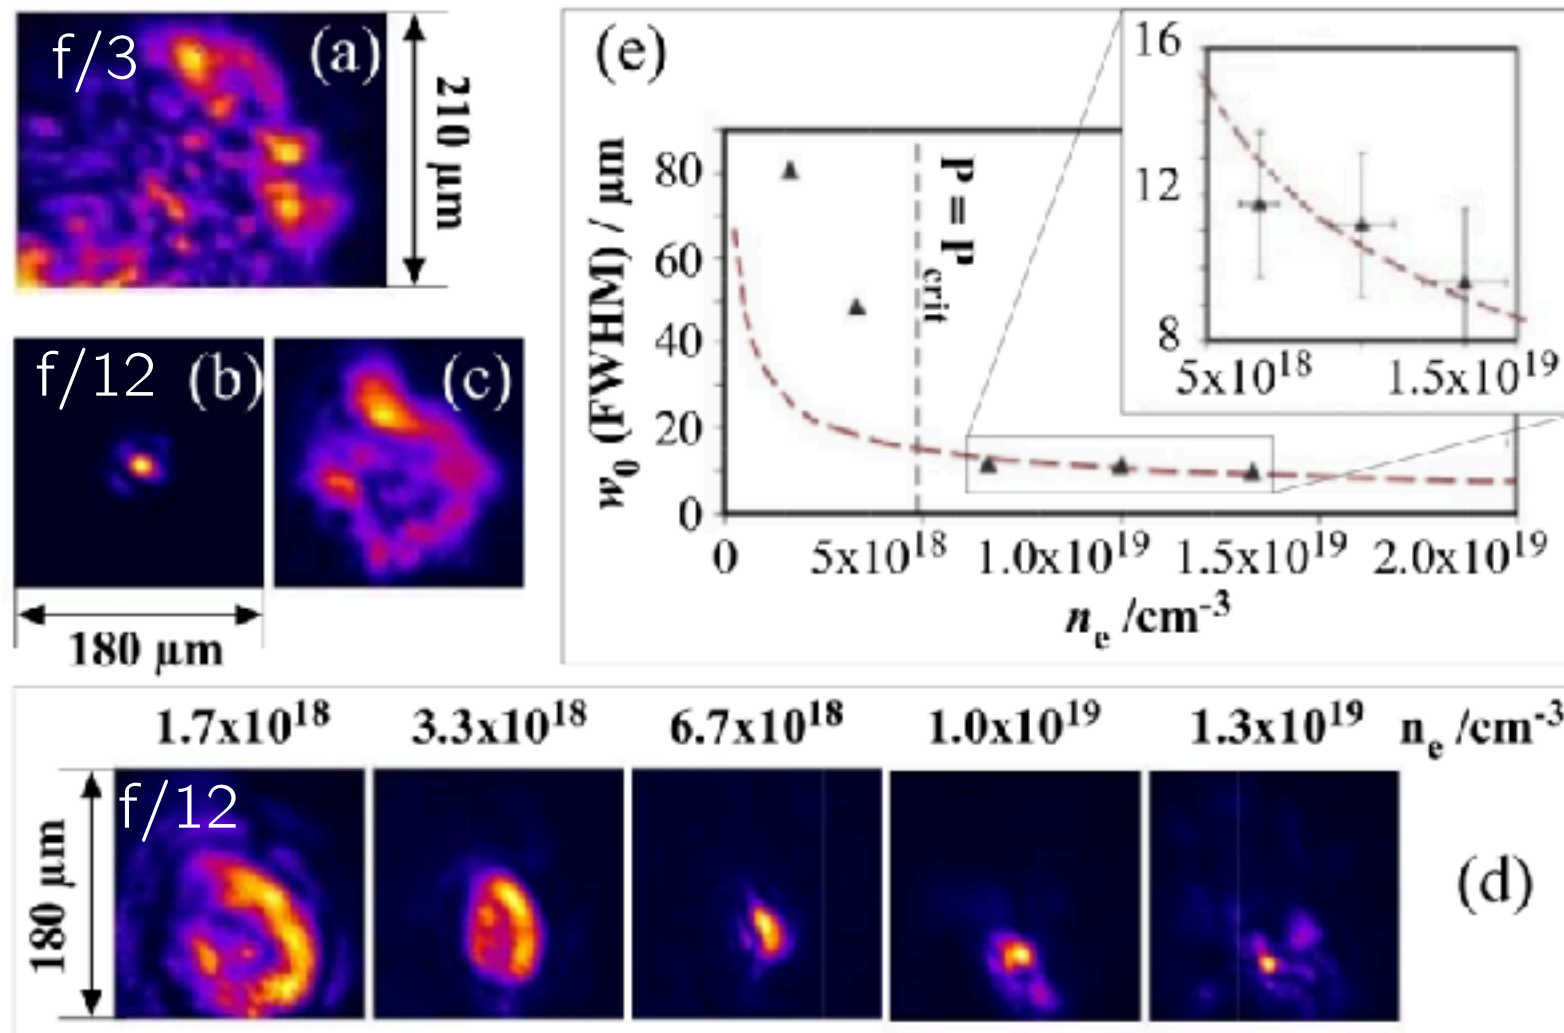 f/3 (a)
210 µm
f/12 (b)
(c)
180 µm
(e)
w0 (FWHM) / µm
80
60
40
20
0
P = Pcrit
0 5x10^18 1.0x10^19 1.5x10^19 2.0x10^19
ne /cm^-3
16
12
8
5x10^18 1.5x10^19
1.7x10^18 3.3x10^18 6.7x10^18 1.0x10^19 1.3x10^19 ne /cm^-3
f/12
180 µm
(d)